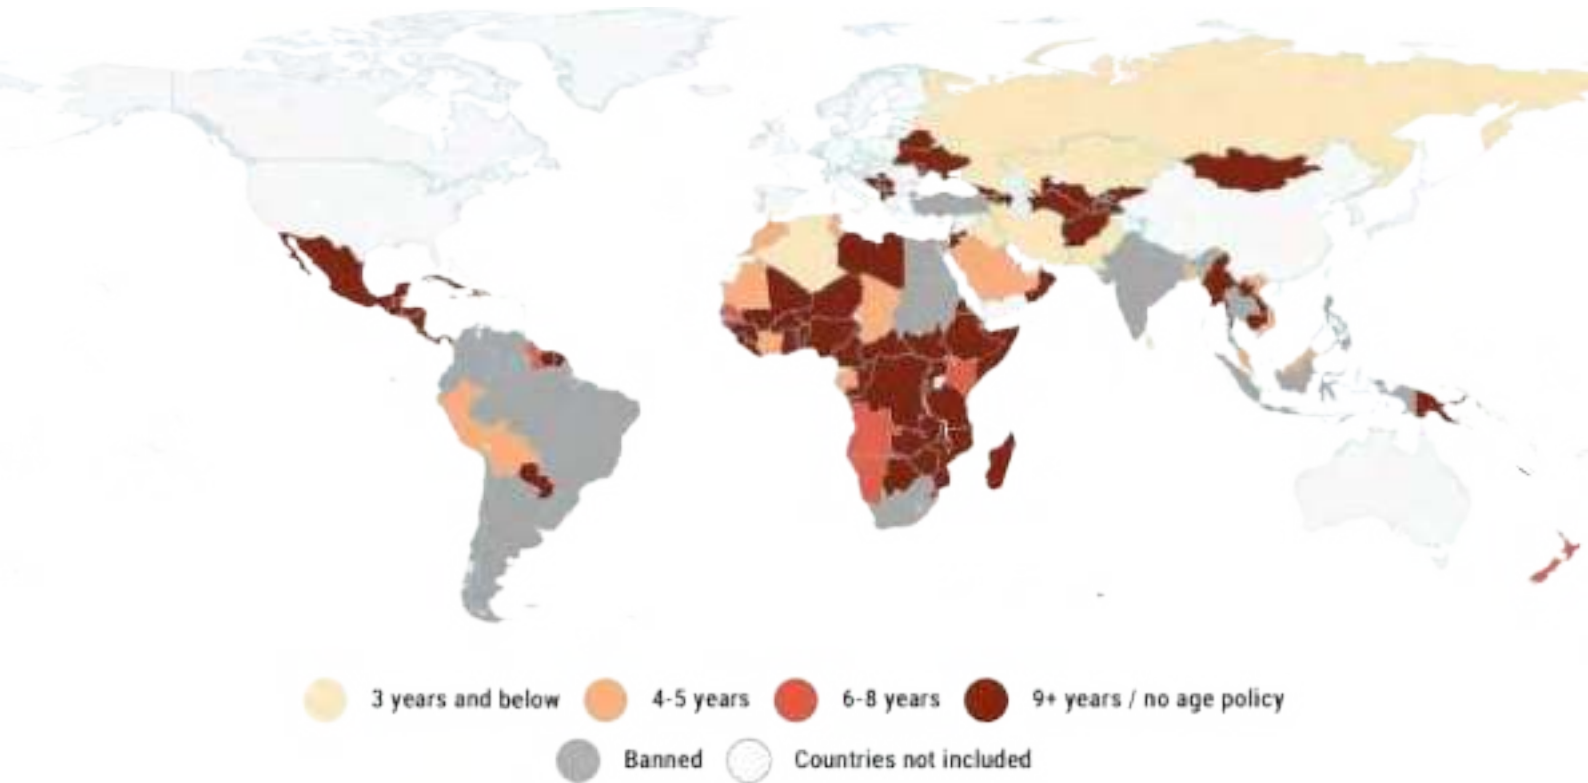 3 years and below 4-5 years 6-8 years 9+ years / no age policy
Banned Countries not included